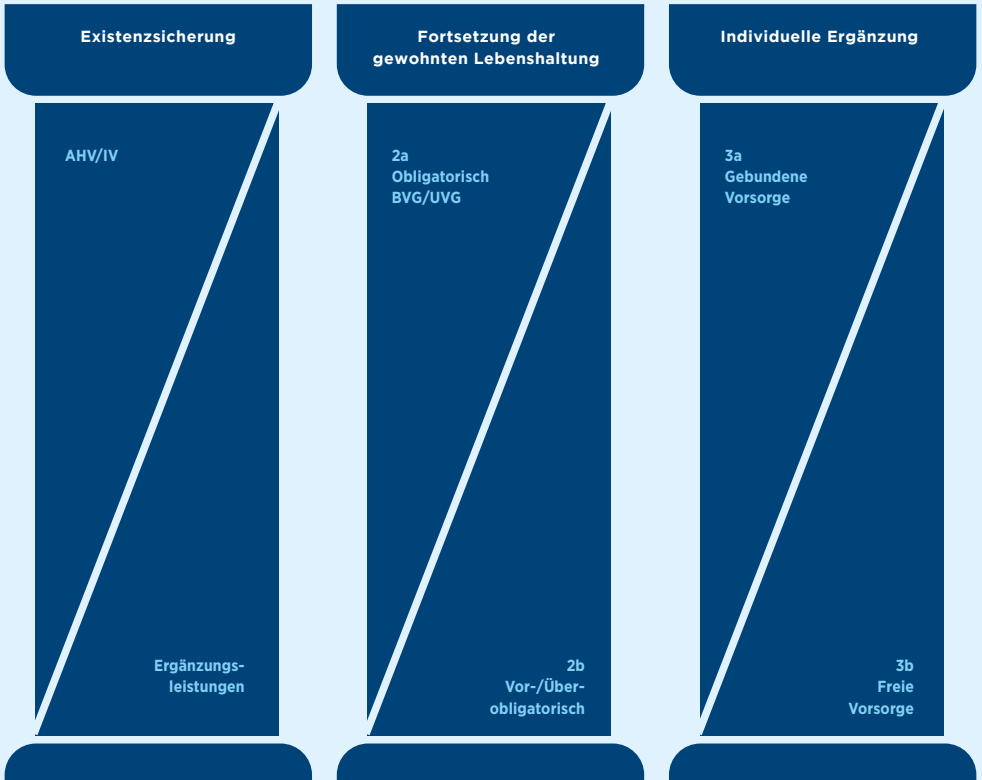 Existenzsicherung
Fortsetzung der
gewohnten Lebenshaltung
Individuelle Ergänzung
AHV/IV
2a
Obligatorisch
BVG/UVG
3a
Gebundene
Vorsorge
Ergänzungs-
leistungen
2b
Vor-/Über-
obligatorisch
3b
Freie
Vorsorge